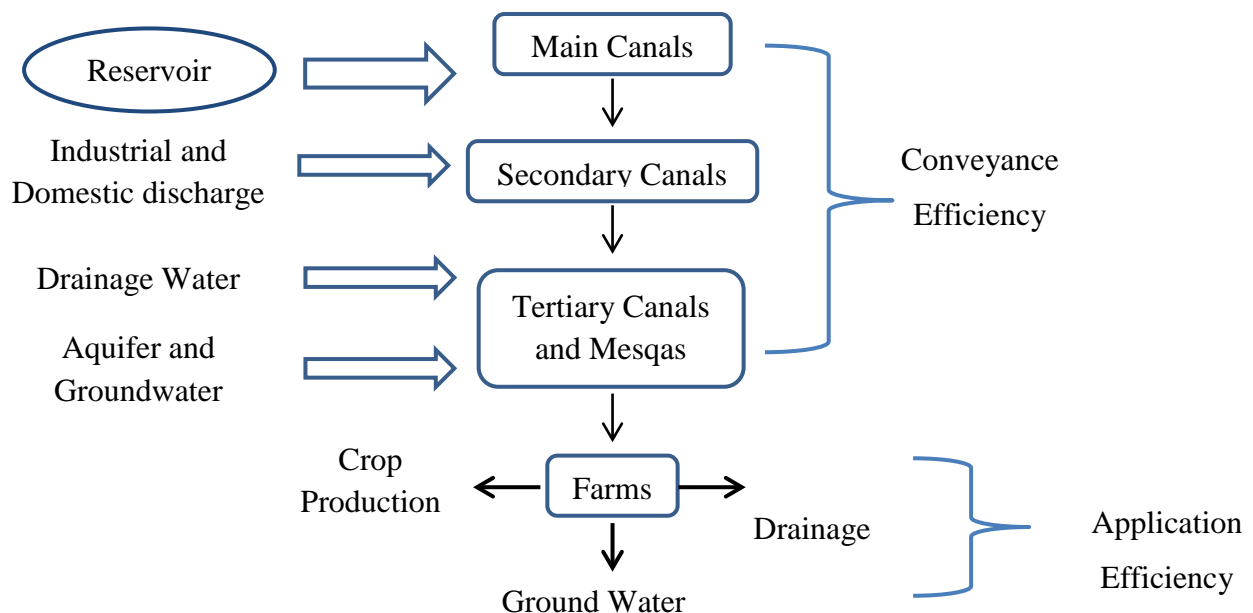 Reservoir
Main Canals
Industrial and
Domestic discharge
Secondary Canals
Conveyance
Efficiency
Drainage Water
Tertiary Canals
and Mesqas
Aquifer and
Groundwater
Crop
Production
Farms
Drainage
Application
Efficiency
Ground Water